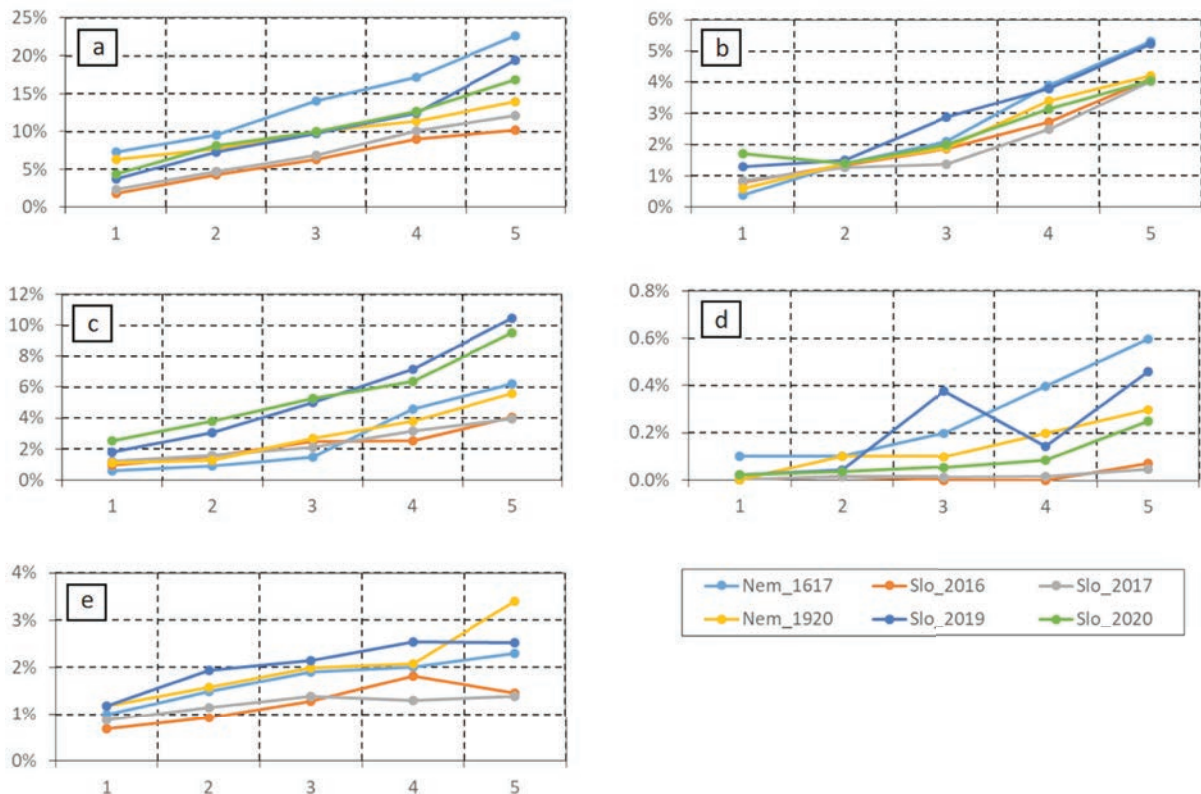 25%
20%
15%
10%
5%
0%
a
1 2 3 4 5
6%
5%
4%
3%
2%
1%
0%
b
1 2 3 4 5
12%
10%
8%
6%
4%
2%
0%
c
1 2 3 4 5
0.8%
0.6%
0.4%
0.2%
0.0%
d
1 2 3 4 5
4%
3%
2%
1%
0%
e
1 2 3 4 5
Nem_1617 Slo_2016 Slo_2017
Nem_1920 Slo_2019 Slo_2020